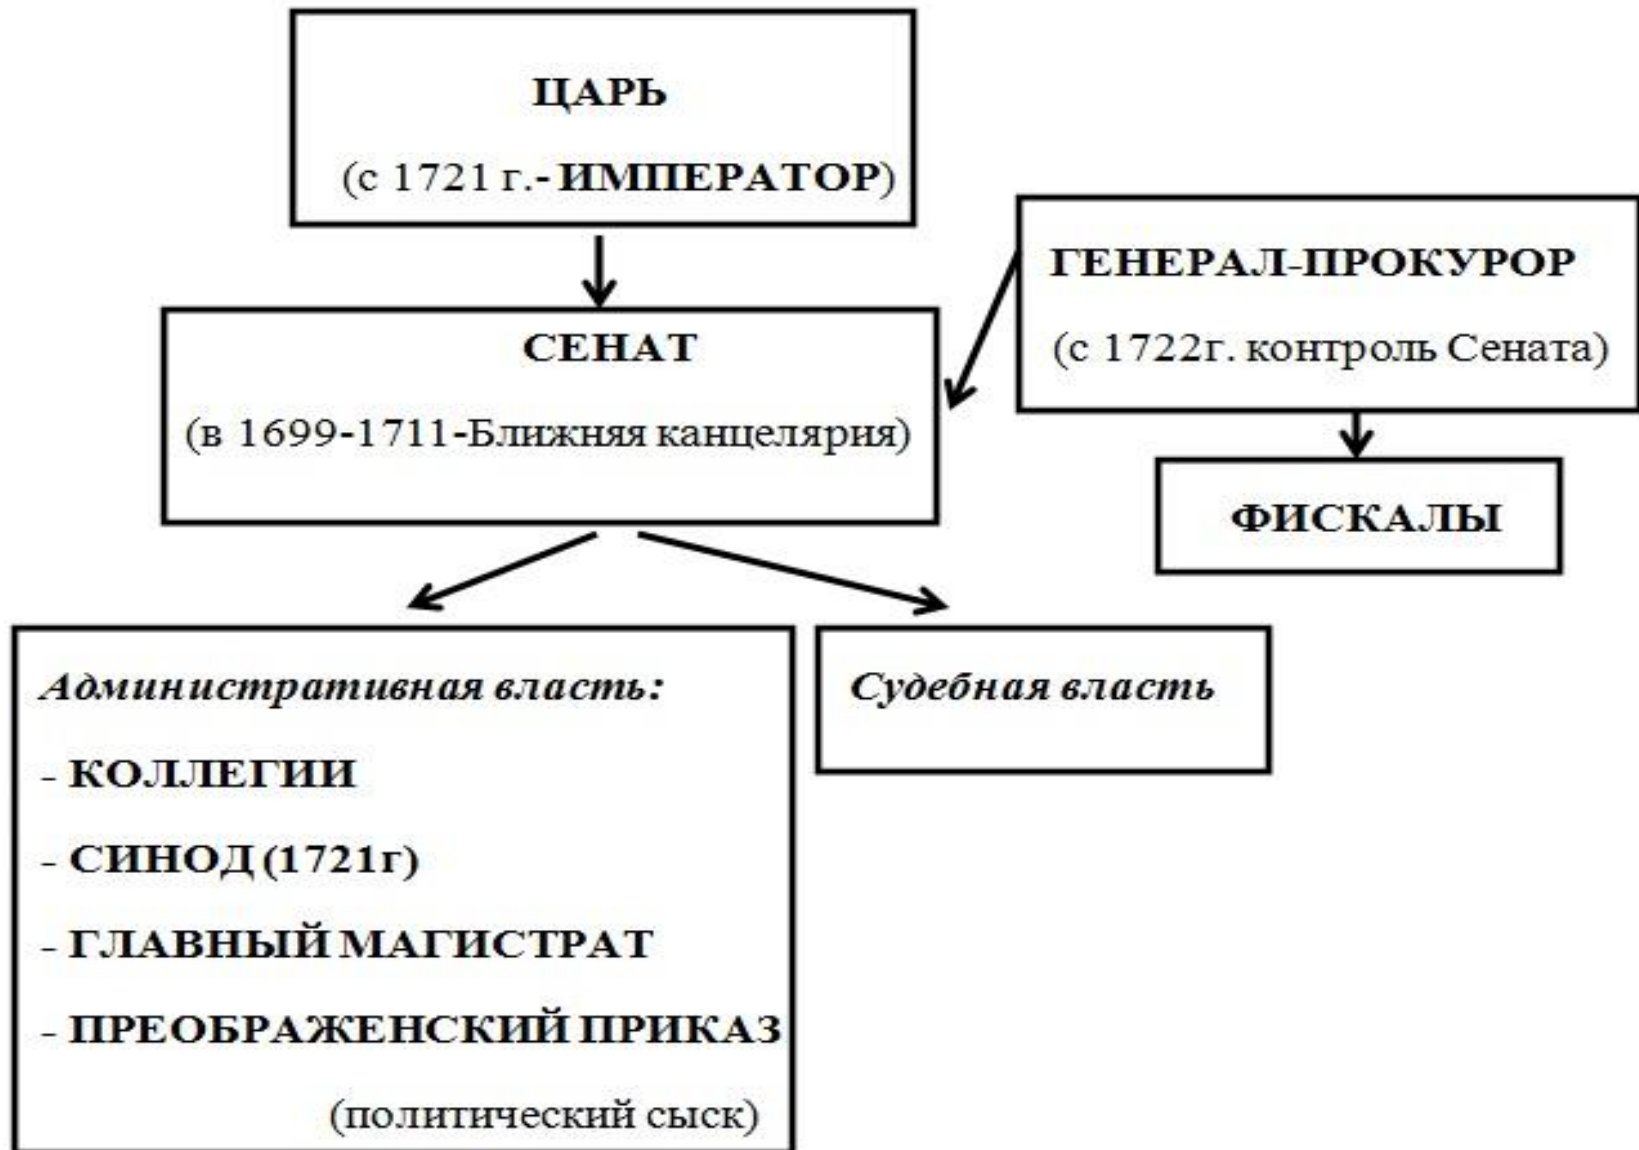 ЦАРЬ
(с 1721 г.- ИМПЕРАТОР)
ГЕНЕРАЛ-ПРОКУРОР
(с 1722г. контроль Сената)
СЕНАТ
(в 1699-1711-Ближняя канцелярия)
ФИСКАЛЫ
Административная власть:
- КОЛЛЕГИИ
- СИНОД (1721г)
- ГЛАВНЫЙ МАГИСТРАТ
- ПРЕОБРАЖЕНСКИЙ ПРИКАЗ
(политический сыск)
Судебная власть